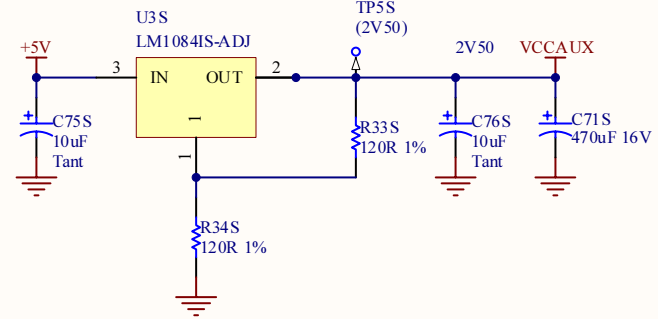 TP5S
(2V50)
U3S
LM1084IS-ADJ
+5V
2V50
VCCAUX
3
IN
OUT
2
1
1
C75S
10uF
Tant
R33S
120R 1%
C76S
10uF
Tant
C71S
470uF 16V
R34S
120R 1%